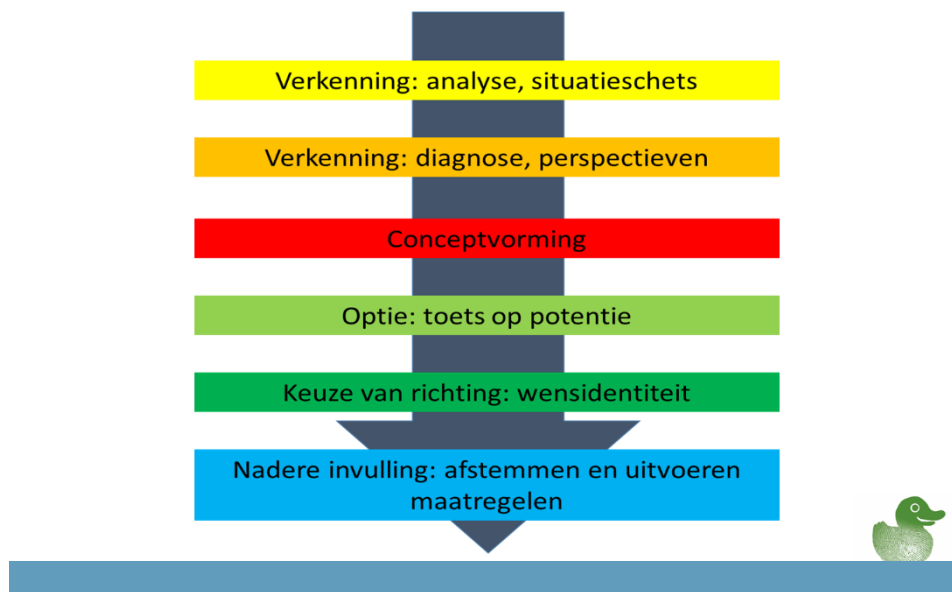 Verkenning: analyse, situatieschets
Verkenning: diagnose, perspectieven
Conceptvorming
Optie: toets op potentie
Keuze van richting: wensidentiteit
Nadere invulling: afstemmen en uitvoeren
maatregelen